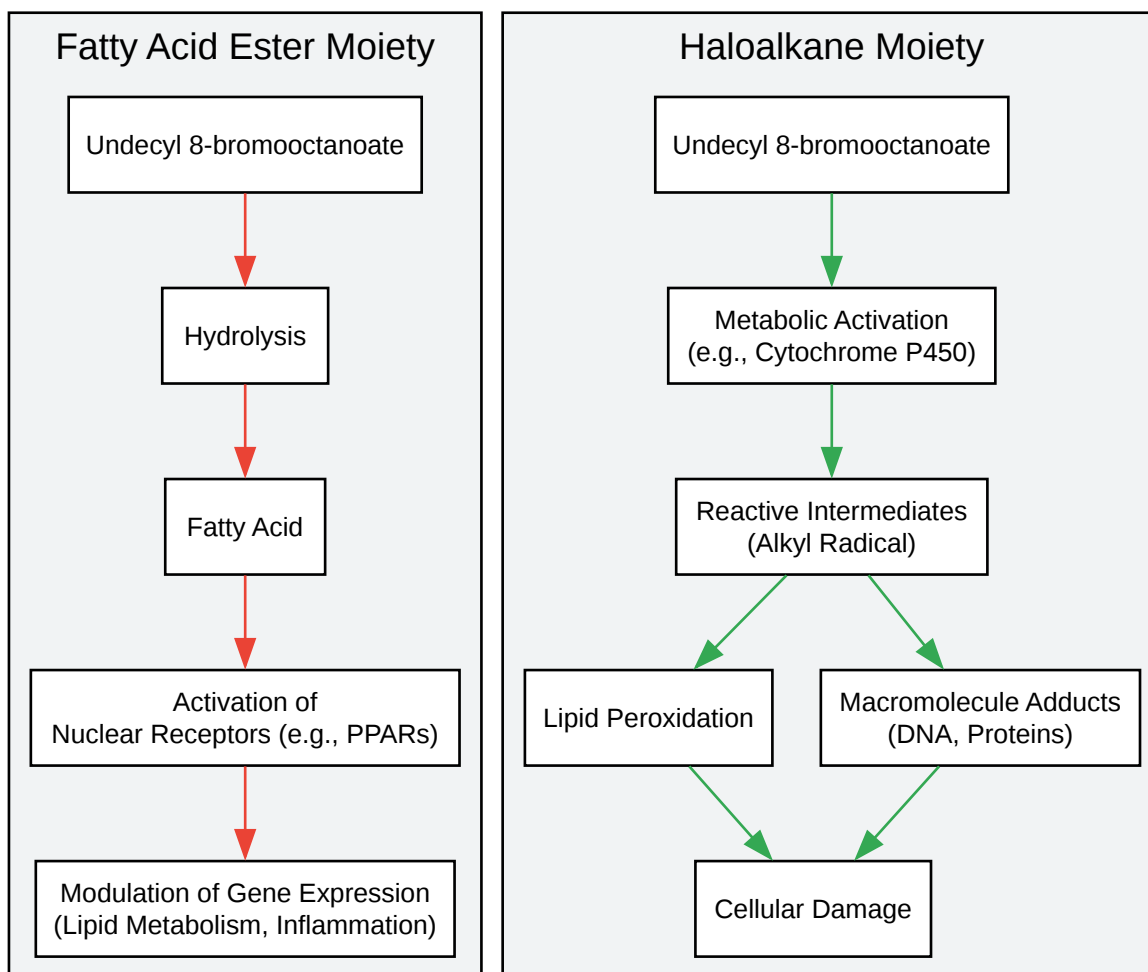 Fatty Acid Ester Moiety
Undecyl 8-bromooctanoate
Hydrolysis
Fatty Acid
Activation of
Nuclear Receptors (e.g., PPARs)
Modulation of Gene Expression
(Lipid Metabolism, Inflammation)
Haloalkane Moiety
Undecyl 8-bromooctanoate
Metabolic Activation
(e.g., Cytochrome P450)
Reactive Intermediates
(Alkyl Radical)
Lipid Peroxidation
Macromolecule Adducts
(DNA, Proteins)
Cellular Damage